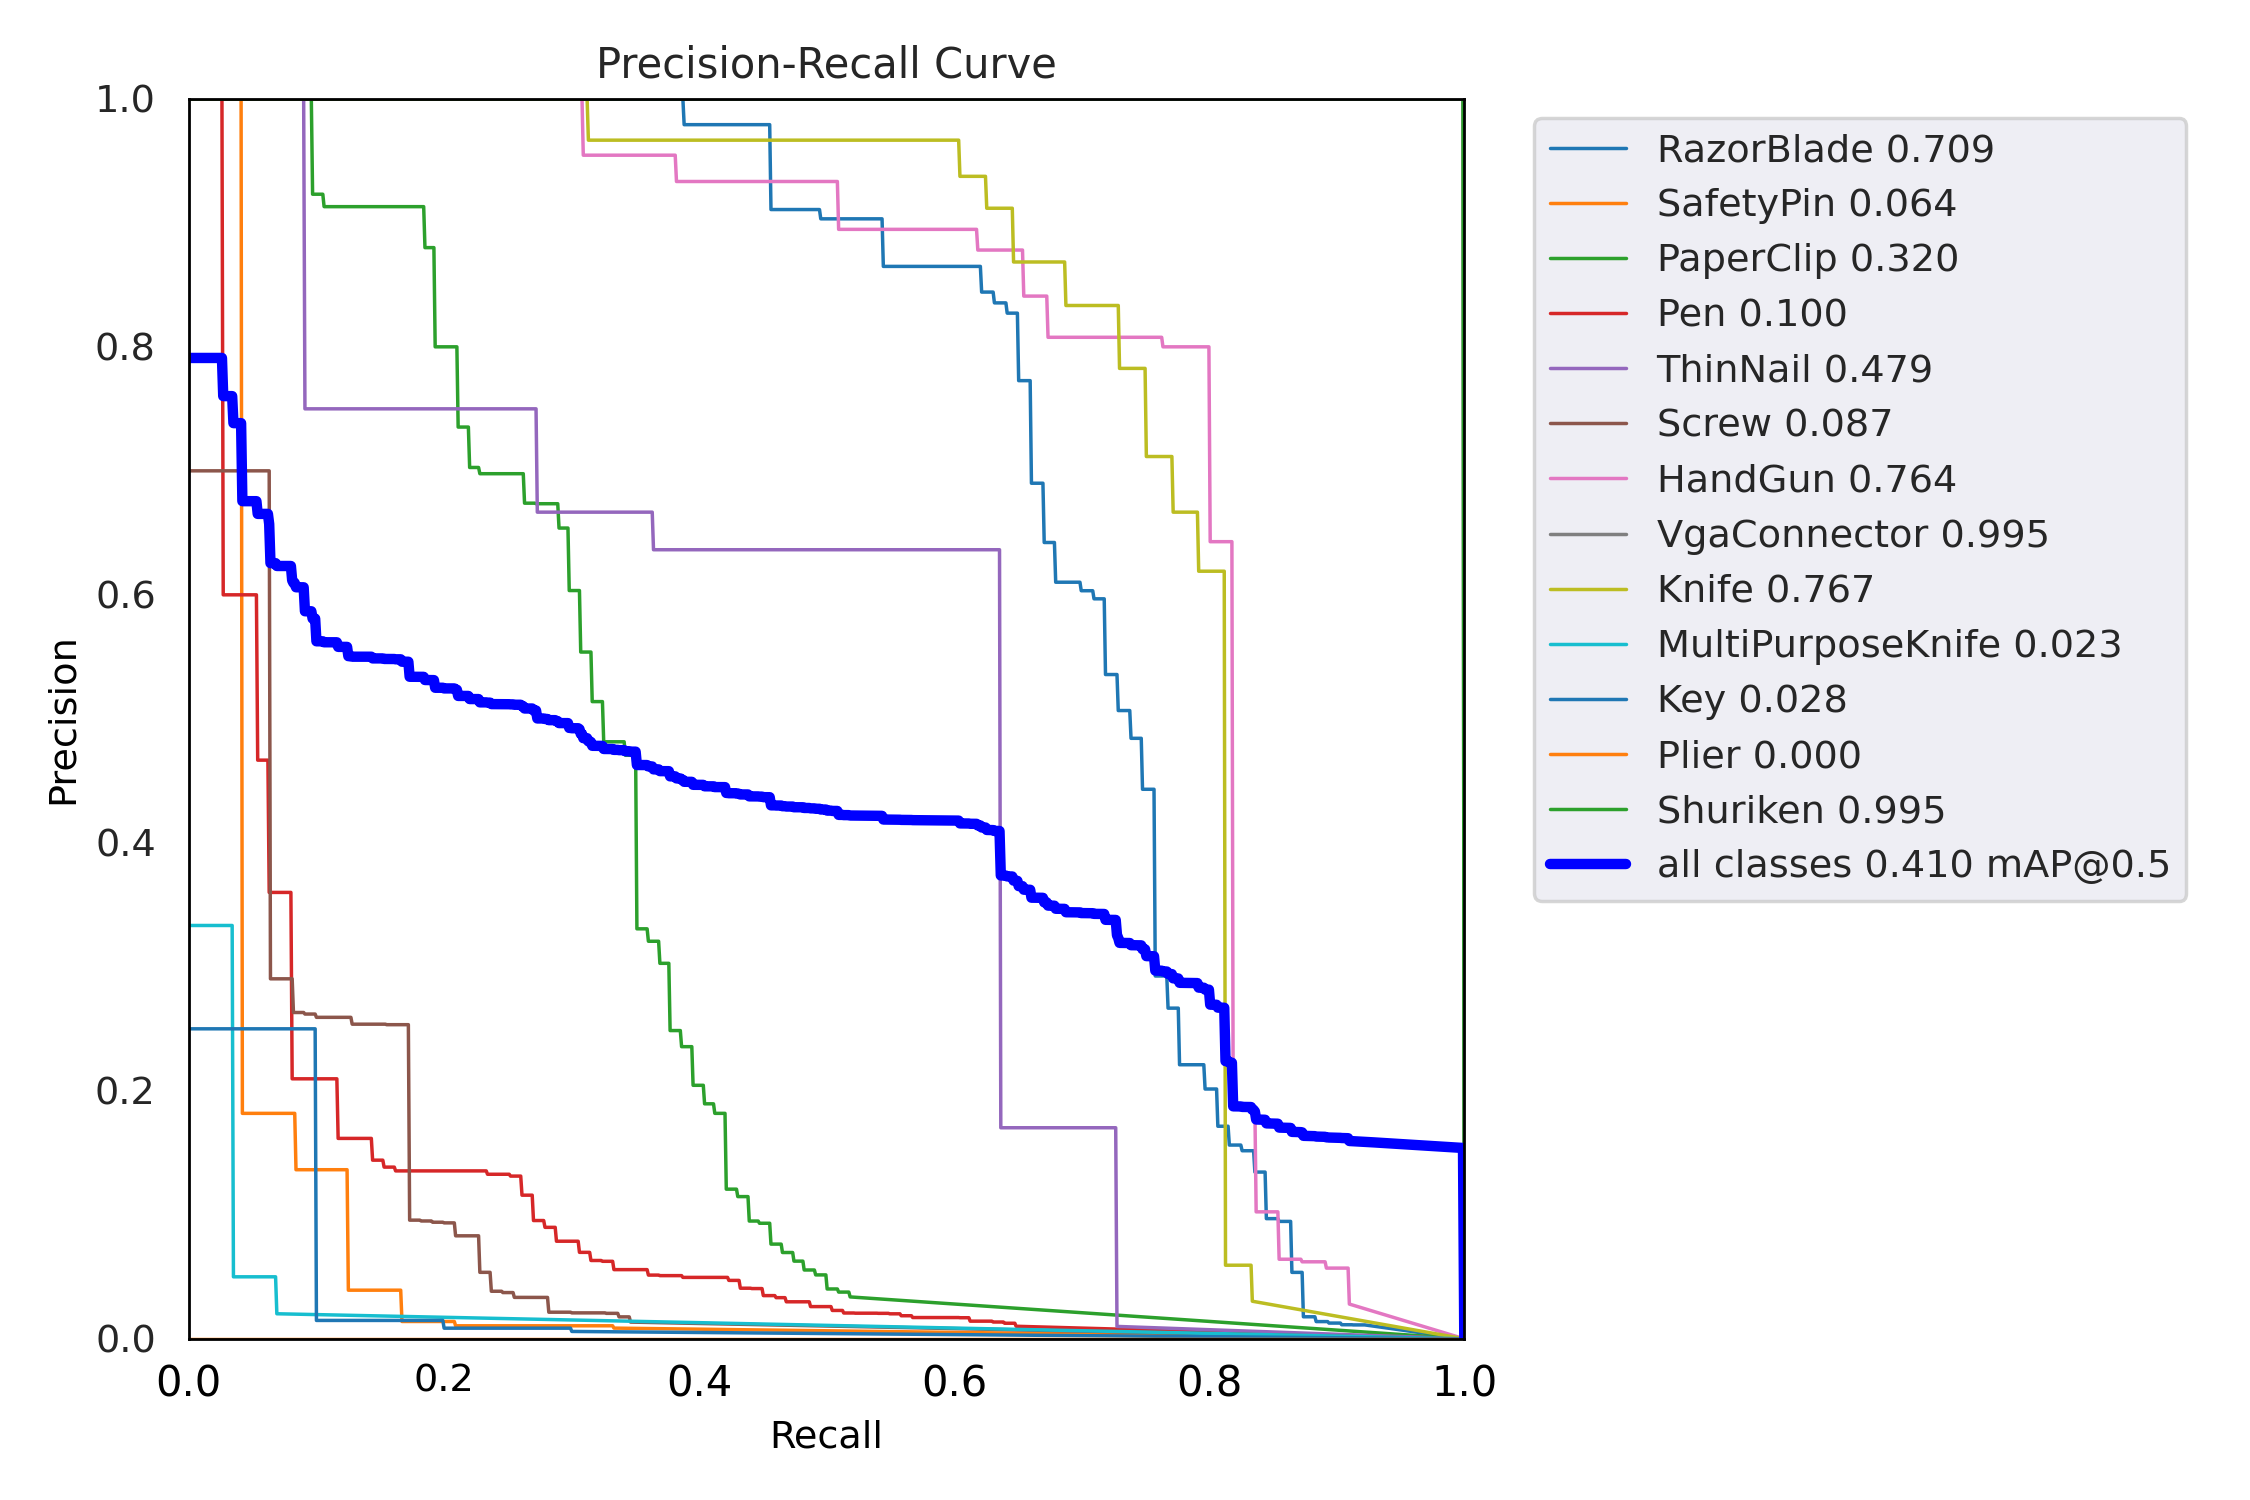 Precision-Recall Curve
1.0
0.8
0.6
0.4
0.2
0.0
Precision
0.0 0.2 0.4 0.6 0.8 1.0
Recall
RazorBlade 0.709
SafetyPin 0.064
PaperClip 0.320
Pen 0.100
ThinNail 0.479
Screw 0.087
HandGun 0.764
VgaConnector 0.995
Knife 0.767
MultiPurposeKnife 0.023
Key 0.028
Plier 0.000
Shuriken 0.995
all classes 0.410 mAP@0.5